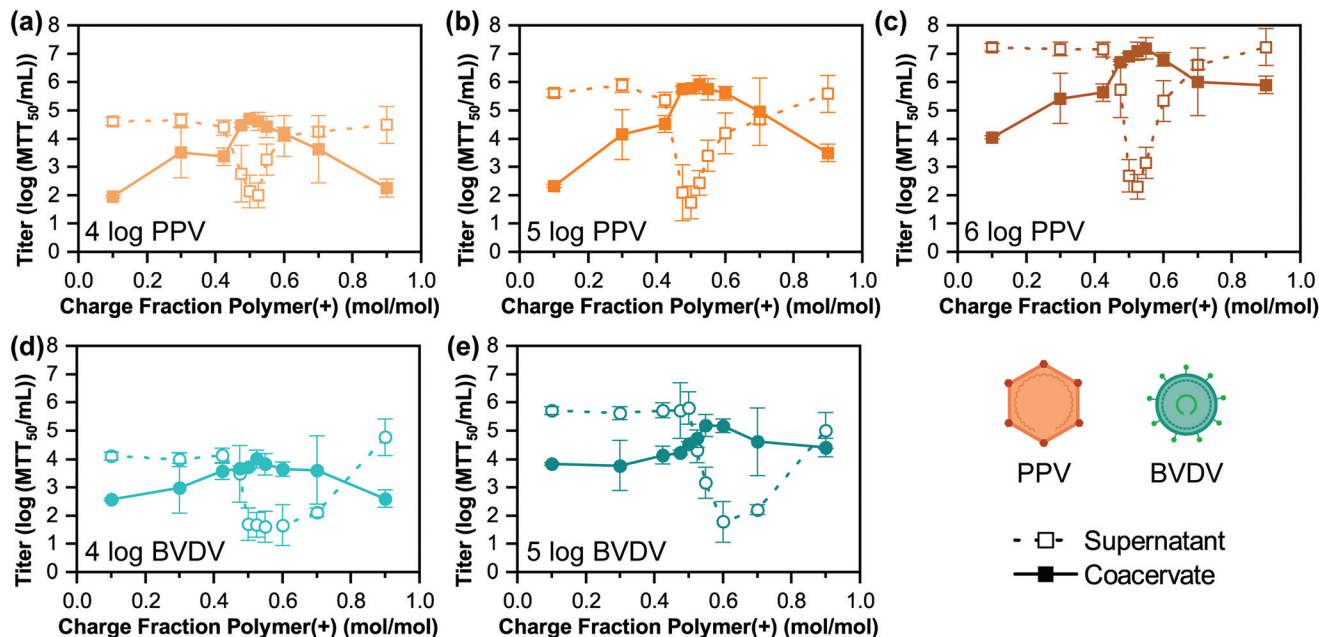 (a)
8
7
6
5
4
3
2
1
0
Titer (log (MTT50/mL))
4 log PPV
0.0 0.2 0.4 0.6 0.8 1.0
Charge Fraction Polymer(+) (mol/mol)
(b)
8
7
6
5
4
3
2
1
0
Titer (log (MTT50/mL))
5 log PPV
0.0 0.2 0.4 0.6 0.8 1.0
Charge Fraction Polymer(+) (mol/mol)
(c)
8
7
6
5
4
3
2
1
0
Titer (log (MTT50/mL))
6 log PPV
0.0 0.2 0.4 0.6 0.8 1.0
Charge Fraction Polymer(+) (mol/mol)
(d)
8
7
6
5
4
3
2
1
0
Titer (log (MTT50/mL))
4 log BVDV
0.0 0.2 0.4 0.6 0.8 1.0
Charge Fraction Polymer(+) (mol/mol)
(e)
8
7
6
5
4
3
2
1
0
Titer (log (MTT50/mL))
5 log BVDV
0.0 0.2 0.4 0.6 0.8 1.0
Charge Fraction Polymer(+) (mol/mol)
PPV BVDV
Supernatant
Coacervate